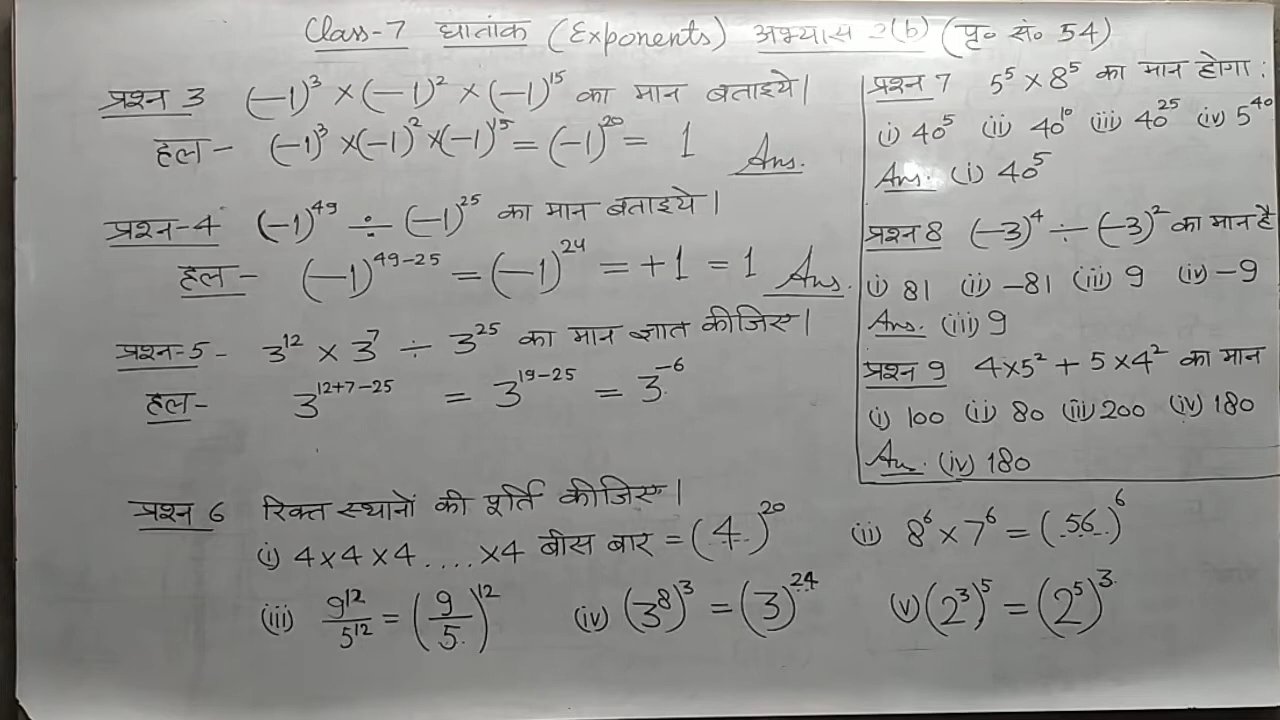 Class-7 घातांक (Exponents) अभ्यास 2(b) (पृ० सं० 54)
प्रश्न 3 (-1)³ × (-1)² × (-1)¹⁵ का मान बताइये।
हल- (-1)³ × (-1)² × (-1)¹⁵ = (-1)²⁰ = 1 Ans.
प्रश्न-4 (-1)⁴⁹ ÷ (-1)²⁵ का मान बताइये।
हल- (-1)⁴⁹⁻²⁵ = (-1)²⁴ = +1 = 1 Ans.
प्रश्न-5- 3¹² × 3⁷ ÷ 3²⁵ का मान ज्ञात कीजिए।
हल- 3¹²⁺⁷⁻²⁵ = 3¹⁹⁻²⁵ = 3⁻⁶
प्रश्न 6 रिक्त स्थानों की पूर्ति कीजिए।
(i) 4×4×4....×4 बीस बार = (4)²⁰ (ii) 8⁶ × 7⁶ = (56)⁶
(iii) 9¹²/5¹² = (9/5)¹² (iv) (3⁸)³ = (3)²⁴ (v) (2³)⁵ = (2⁵)³
प्रश्न 7 5⁵ × 8⁵ का मान होगा:
(i) 40⁵ (ii) 40¹⁰ (iii) 40²⁵ (iv) 5⁴⁰
Ans. (i) 40⁵
प्रश्न 8 (-3)⁴ ÷ (-3)² का मान है
(i) 81 (ii) -81 (iii) 9 (iv) -9
Ans. (iii) 9
प्रश्न 9 4×5² + 5×4² का मान
(i) 100 (ii) 80 (iii) 200 (iv) 180
Ans. (iv) 180